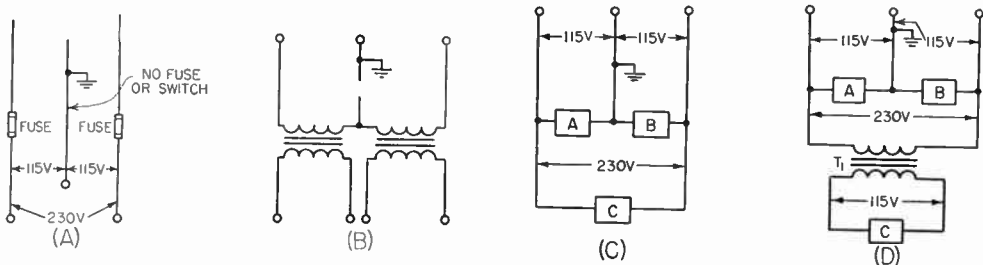 NO FUSE
OR SWITCH
FUSE
FUSE
115V
115V
230V
(A)
(B)
115V
115V
A
B
230V
C
(C)
115V
115V
A
B
230V
T1
115V
C
(D)